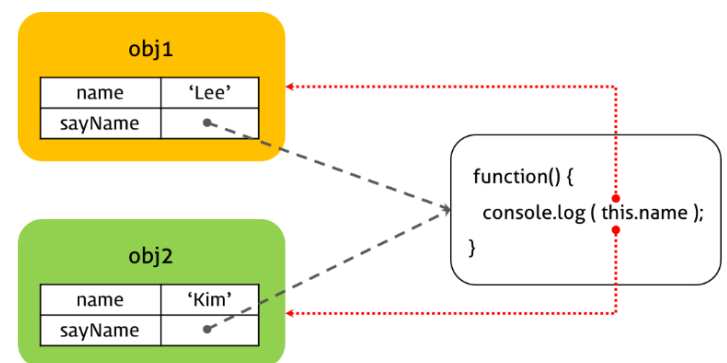 obj1
name ‘Lee’
sayName
function() {
console.log ( this.name );
}
obj2
name ‘Kim’
sayName